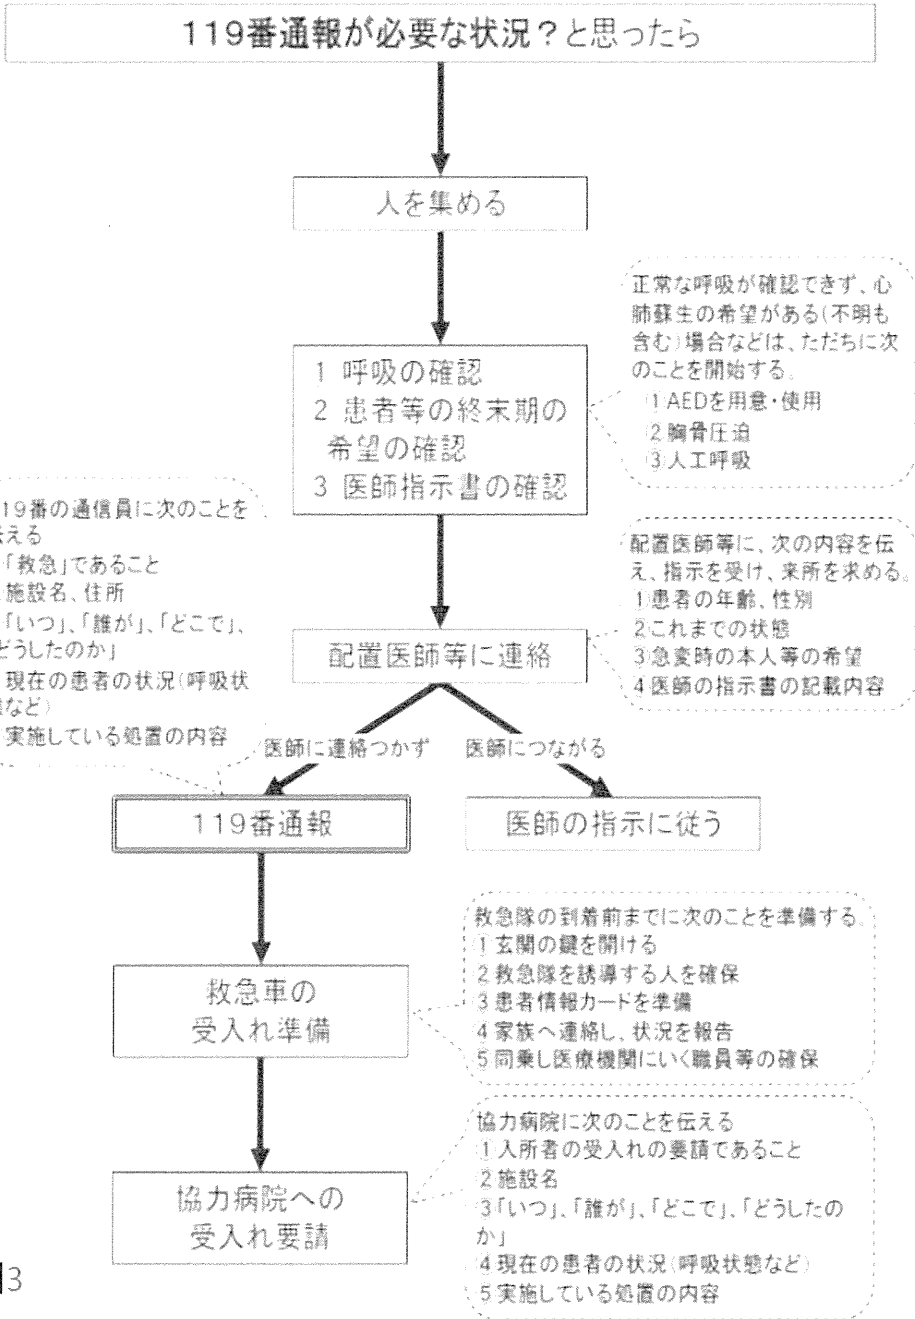 119番通報が必要な状況？と思ったら
人を集める
1 呼吸の確認
2 患者等の終末期の
希望の確認
3 医師指示書の確認
正常な呼吸が確認できず、心
肺蘇生の希望がある(不明も
含む)場合などは、ただちに次
のことを開始する。
①AEDを用意・使用
②胸骨圧迫
③人工呼吸
配置医師等に連絡
配置医師等に、次の内容を伝
え、指示を受け、来所を求める。
1患者の年齢、性別
2これまでの状態
3急変時の本人等の希望
4医師の指示書の記載内容
医師に連絡つかず
医師につながる
19番の通信員に次のことを
える
「救急」であること
施設名、住所
「いつ」、「誰が」、「どこで」、
どうしたのか」
現在の患者の状況(呼吸状
など)
実施している処置の内容
119番通報
医師の指示に従う
救急車の
受入れ準備
救急隊の到着前までに次のことを準備する。
1玄関の鍵を開ける
2救急隊を誘導する人を確保
3患者情報カードを準備
4家族へ連絡し、状況を報告
5同乗し医療機関にいく職員等の確保
協力病院への
受入れ要請
協力病院に次のことを伝える
①入所者の受入れの要請であること
2施設名
3「いつ」、「誰が」、「どこで」、「どうしたの
か」
4現在の患者の状況(呼吸状態など)
5実施している処置の内容
3